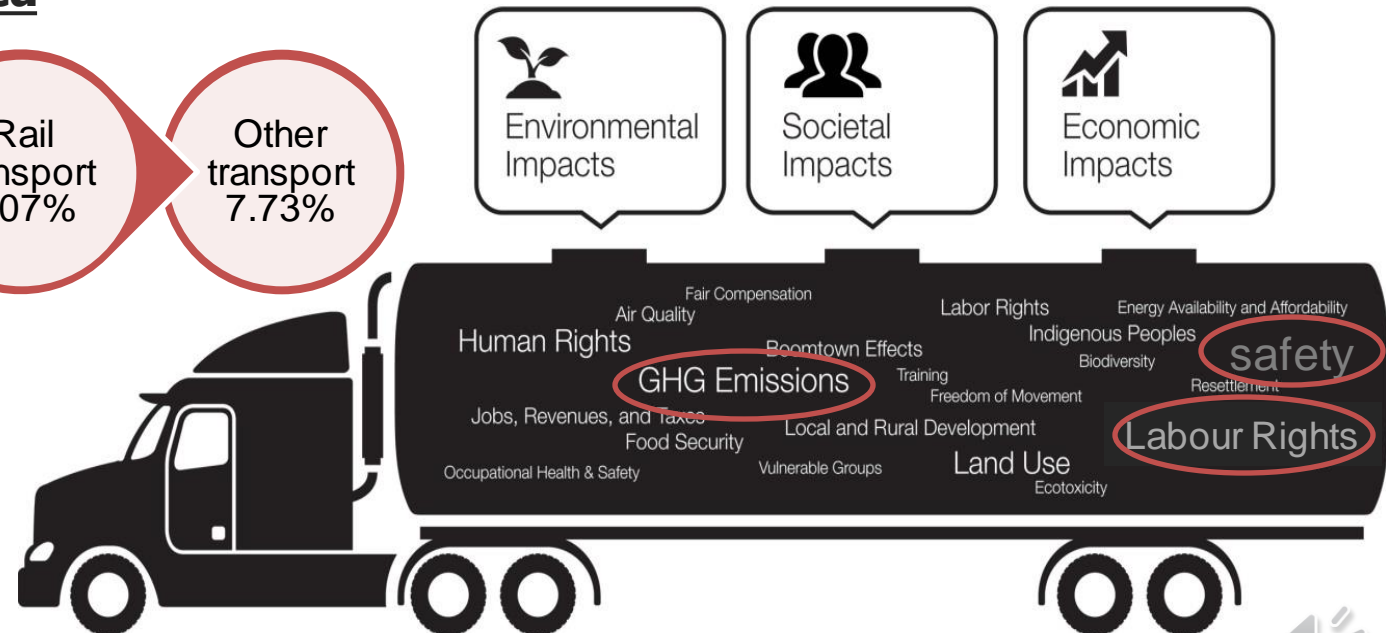 Rail
nsport
07%
Other
transport
7.73%
Environmental
Impacts
Societal
Impacts
Economic
Impacts
Fair Compensation
Air Quality
Labor Rights
Energy Availability and Affordability
Human Rights
Boomtown Effects
Indigenous Peoples
safety
Biodiversity
GHG Emissions
Training
Resettlement
Freedom of Movement
Jobs, Revenues, and Taxes
Food Security
Local and Rural Development
Labour Rights
Occupational Health & Safety
Vulnerable Groups
Land Use
Ecotoxicity